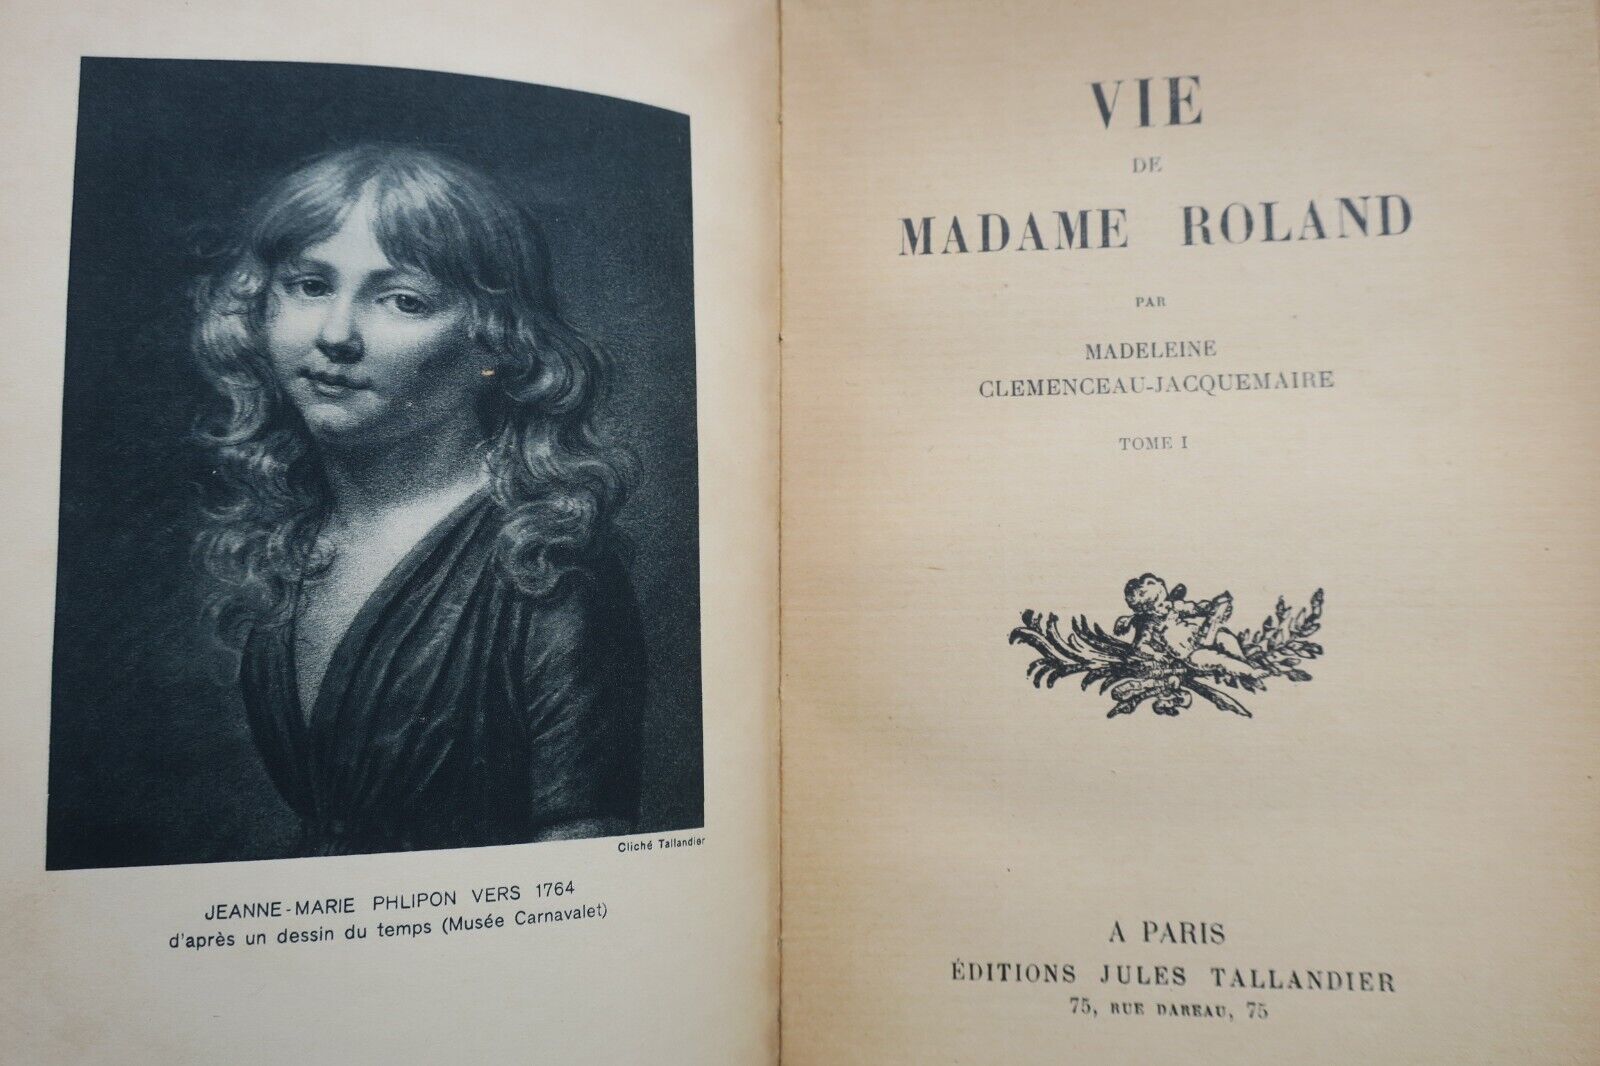 Cliché Tallandier
JEANNE-MARIE PHLIPON VERS 1764
d'après un dessin du temps (Musée Carnavalet)
VIE
DE
MADAME ROLAND
PAR
MADELEINE
CLEMENCEAU-JACQUEMAIRE
TOME I
A PARIS
ÉDITIONS JULES TALLANDIER
75, RUE DAREAU, 75